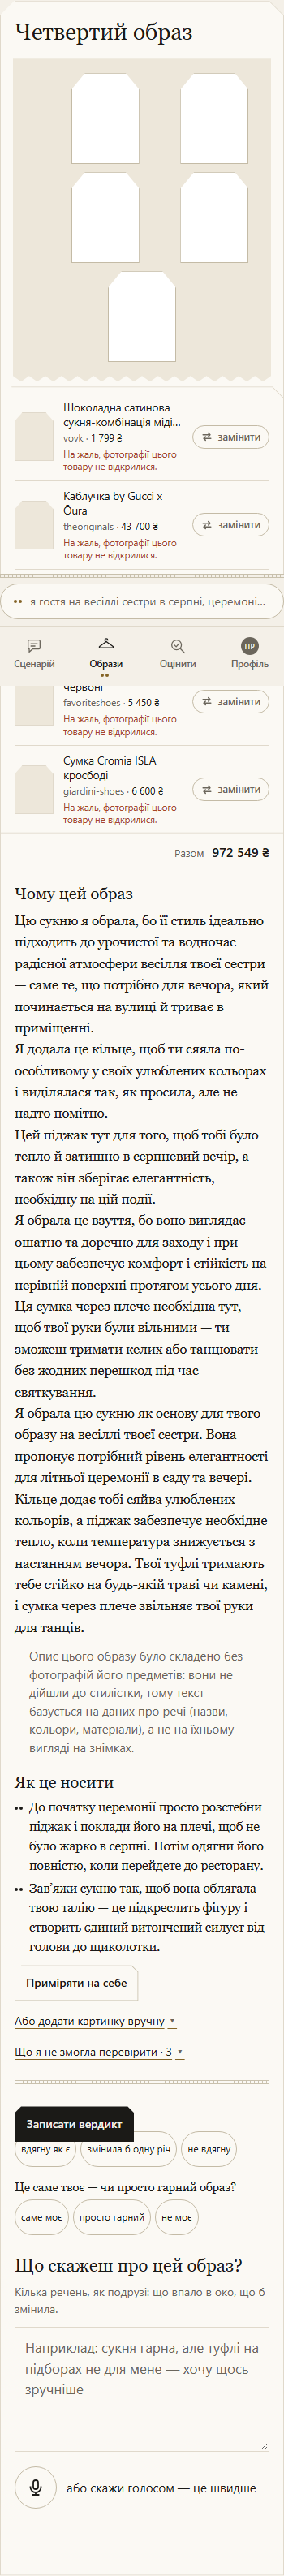 Четвертий образ
Шоколадна сатинова
сукня-комбінація міді...
vovk · 1 799 ₴
На жаль, фотографії цього
товару не відкрилися.
замінити
Каблучка by Gucci x
Ōura
theoriginals · 43 700 ₴
На жаль, фотографії цього
товару не відкрилися.
замінити
я гостя на весіллі сестри в серпні, церемоні...
Сценарій
Образи
Оцінити
ПР
Профіль
червоні
favoriteshoes · 5 450 ₴
На жаль, фотографії цього
товару не відкрилися.
замінити
Сумка Cromia ISLA
кросбоді
giardini-shoes · 6 600 ₴
На жаль, фотографії цього
товару не відкрилися.
замінити
Разом 972 549 ₴
Чому цей образ
Цю сукню я обрала, бо її стиль ідеально
підходить до урочистої та водночас
радісної атмосфери весілля твоєї сестри
— саме те, що потрібно для вечора, який
починається на вулиці й триває в
приміщенні.
Я додала це кільце, щоб ти сяяла по-
особливому у своїх улюблених кольорах
і виділялася так, як просила, але не
надто помітно.
Цей піджак тут для того, щоб тобі було
тепло й затишно в серпневий вечір, а
також він зберігає елегантність,
необхідну на цій події.
Я обрала це взуття, бо воно виглядає
ошатно та доречно для заходу і при
цьому забезпечує комфорт і стійкість на
нерівній поверхні протягом усього дня.
Ця сумка через плече необхідна тут,
щоб твої руки були вільними — ти
зможеш тримати келих або танцювати
без жодних перешкод під час
святкування.
Я обрала цю сукню як основу для твого
образу на весіллі твоєї сестри. Вона
пропонує потрібний рівень елегантності
для літньої церемонії в саду та вечері.
Кільце додає тобі сяйва улюблених
кольорів, а піджак забезпечує необхідне
тепло, коли температура знижується з
настанням вечора. Твої туфлі тримають
тебе стійко на будь-якій траві чи камені,
і сумка через плече звільняє твої руки
для танців.
Опис цього образу було складено без
фотографій його предметів: вони не
дійшли до стилістки, тому текст
базується на даних про речі (назви,
кольори, матеріали), а не на їхньому
вигляді на знімках.
Як це носити
До початку церемонії просто розстебни
піджак і поклади його на плечі, щоб не
було жарко в серпні. Потім одягни його
повністю, коли перейдете до ресторану.
Зав’яжи сукню так, щоб вона облягала
твою талію — це підкреслить фігуру і
створить єдиний витончений силует від
голови до щиколотки.
Приміряти на себе
Або додати картинку вручну
Що я не змогла перевірити · 3
Записати вердикт
вдягну як є
змінила б одну річ
не вдягну
Це саме твоє — чи просто гарний образ?
саме моє
просто гарний
не моє
Що скажеш про цей образ?
Кілька речень, як подрузі: що впало в око, що б
змінила.
Наприклад: сукня гарна, але туфлі на
підборах не для мене — хочу щось
зручніше
або скажи голосом — це швидше